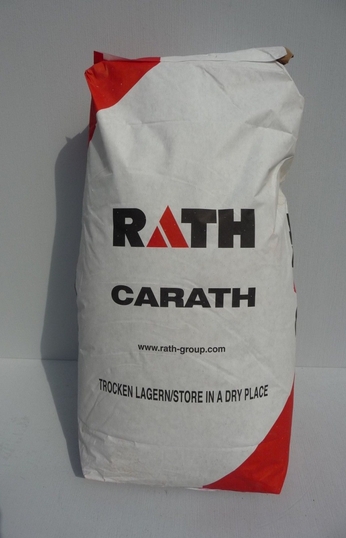 RATH
CARATH
www.rath-group.com
TROCKEN LAGERN/STORE IN A DRY PLACE